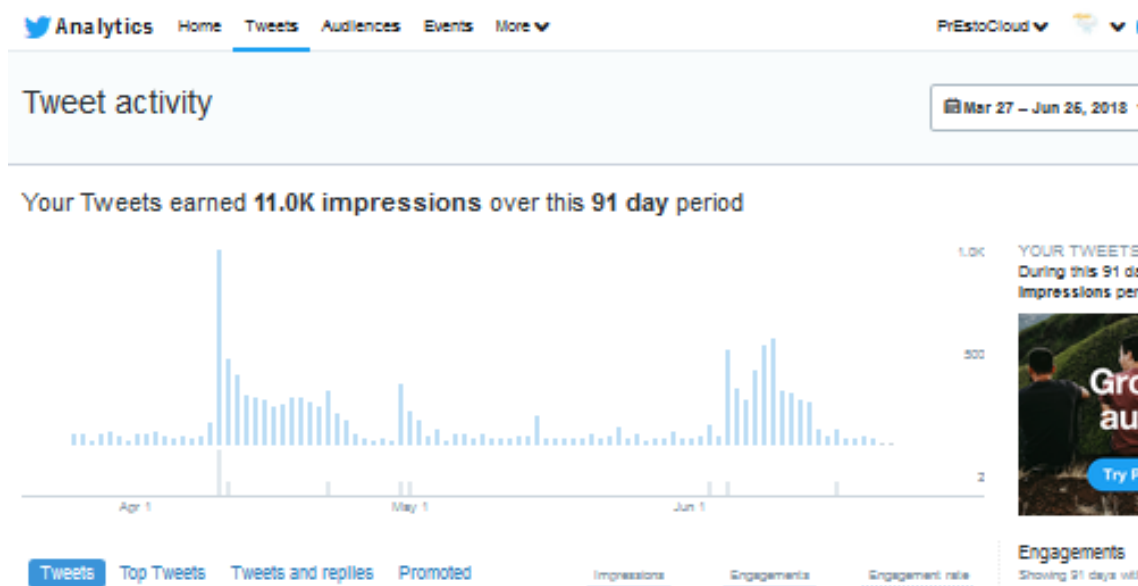 Analytics Home Tweets Audiences Events More PrEstoCloud
Tweet activity
Mar 27 – Jun 25, 2018
Your Tweets earned 11.0K impressions over this 91 day period
1.0K
500
2
Apr 1 May 1 Jun 1
YOUR TWEETS
During this 91 da
impressions per
Gro
au
Try P
Tweets Top Tweets Tweets and replies Promoted
Impressions Engagements Engagement rate
Engagements
Showing 91 days wit